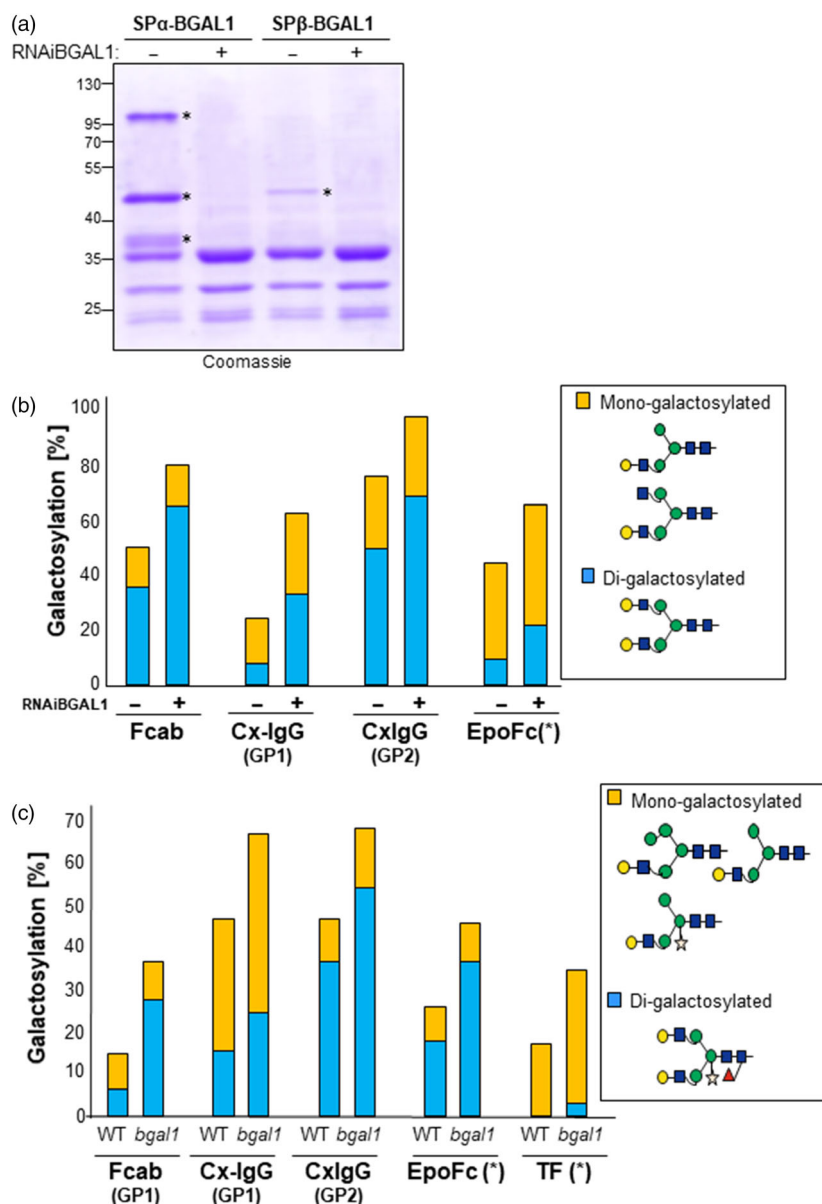 (a)
SPα-BGAL1 SPβ-BGAL1
RNAiBGAL1: – + – +
130
95
70
55
40
35
25
*
*
*
*
Coomassie
(b)
Galactosylation [%]
100
80
60
40
20
0
RNAiBGAL1 – + – + – + – +
Fcab Cx-IgG CxIgG EpoFc(*)
(GP1) (GP2)
Mono-galactosylated
Di-galactosylated
(c)
Galactosylation [%]
70
60
50
40
30
20
10
0
WT bgal1 WT bgal1 WT bgal1 WT bgal1 WT bgal1
Fcab Cx-IgG CxIgG EpoFc (*) TF (*)
(GP1) (GP1) (GP2)
Mono-galactosylated
Di-galactosylated